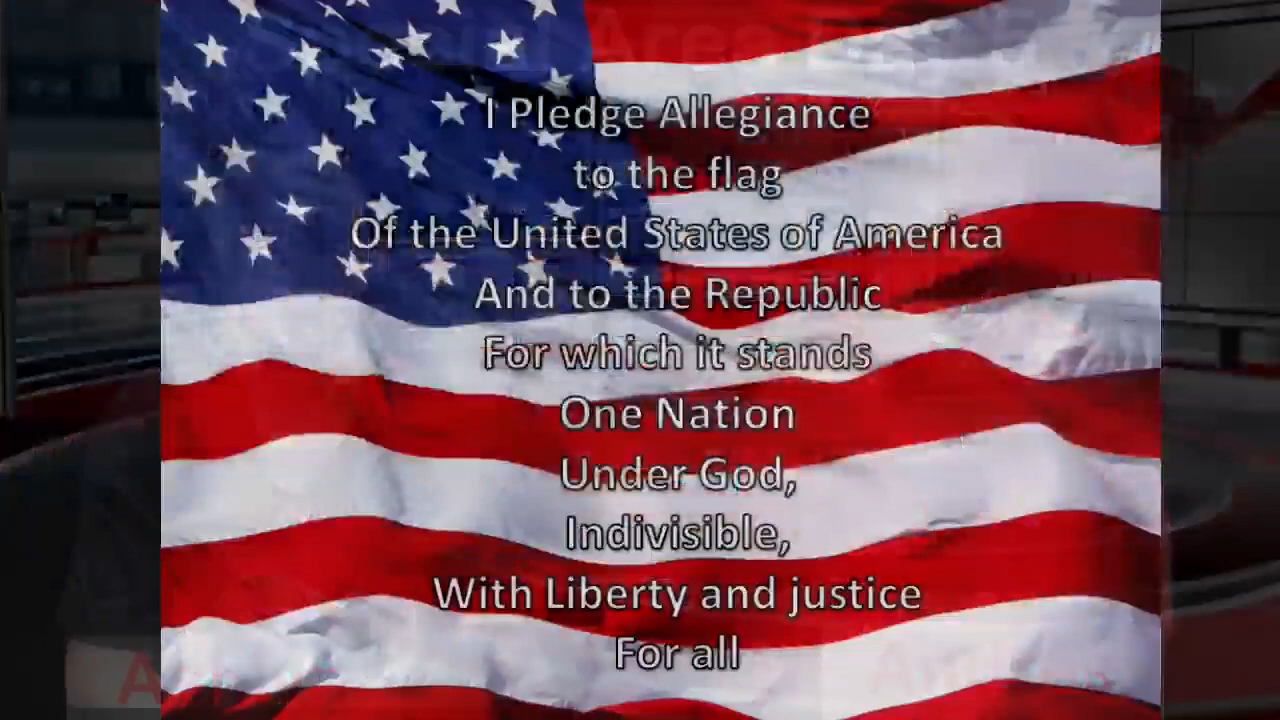 I Pledge Allegiance
to the flag
Of the United States of America
And to the Republic
For which it stands
One Nation
Under God,
Indivisible,
With Liberty and justice
For all